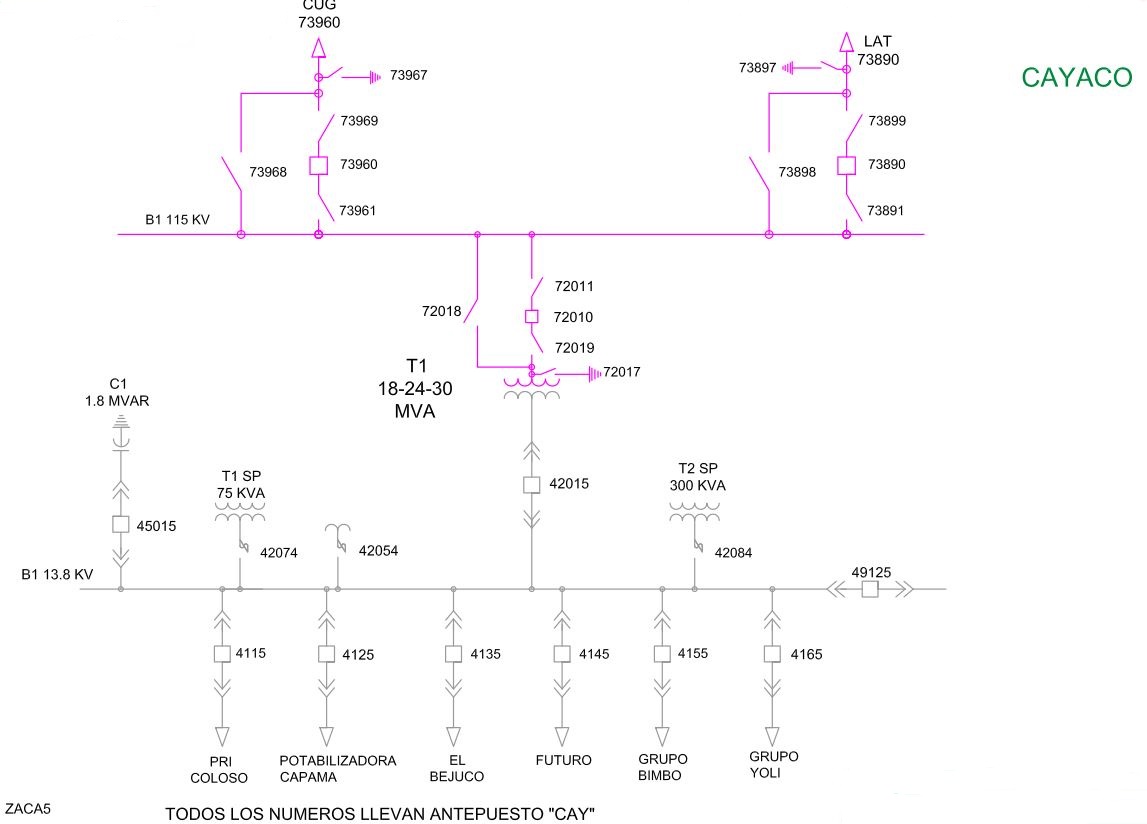 CUG
73960
73967
73969
73968
73960
73961
LAT
73890
73897
73899
73898
73890
73891
CAYACO
B1 115 KV
72018
72011
72010
72019
72017
T1
18-24-30
MVA
C1
1.8 MVAR
45015
T1 SP
75 KVA
42074
42054
42015
T2 SP
300 KVA
42084
B1 13.8 KV
49125
4115
4125
4135
4145
4155
4165
PRI
COLOSO
POTABILIZADORA
CAPAMA
EL
BEJUCO
FUTURO
GRUPO
BIMBO
GRUPO
YOLI
ZACA5
TODOS LOS NUMEROS LLEVAN ANTEPUESTO "CAY"